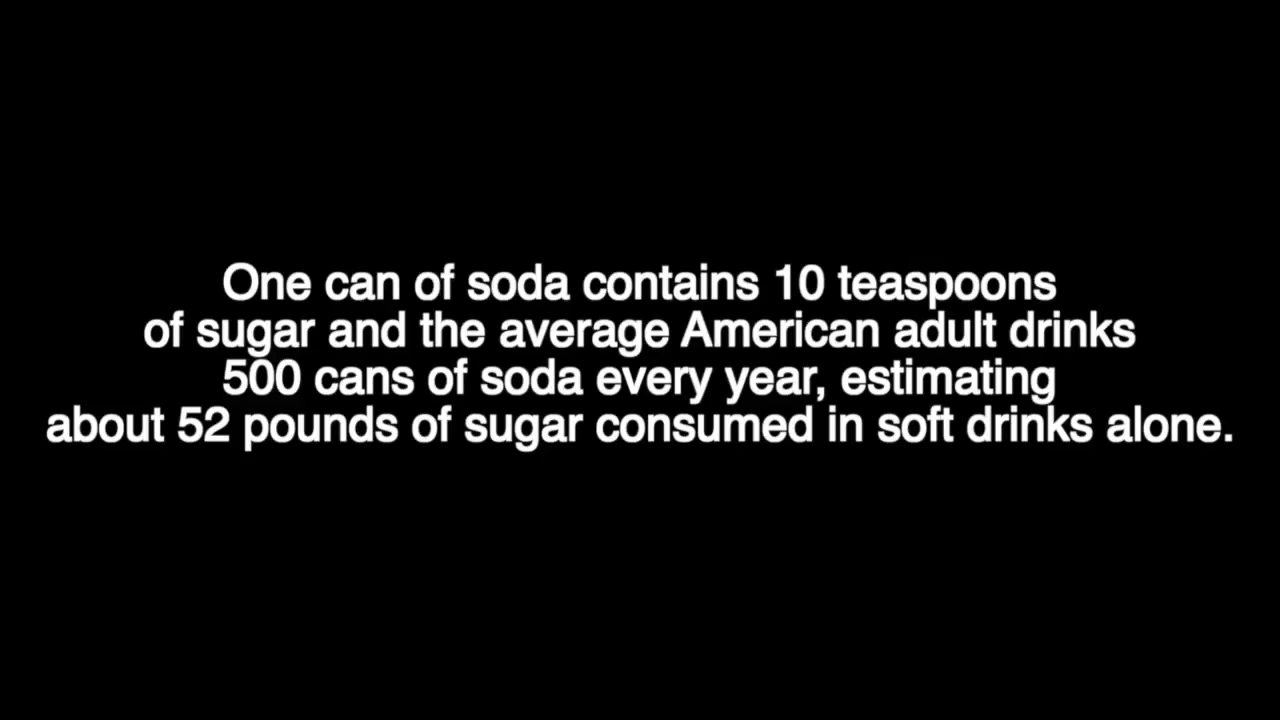 One can of soda contains 10 teaspoons
of sugar and the average American adult drinks
500 cans of soda every year, estimating
about 52 pounds of sugar consumed in soft drinks alone.